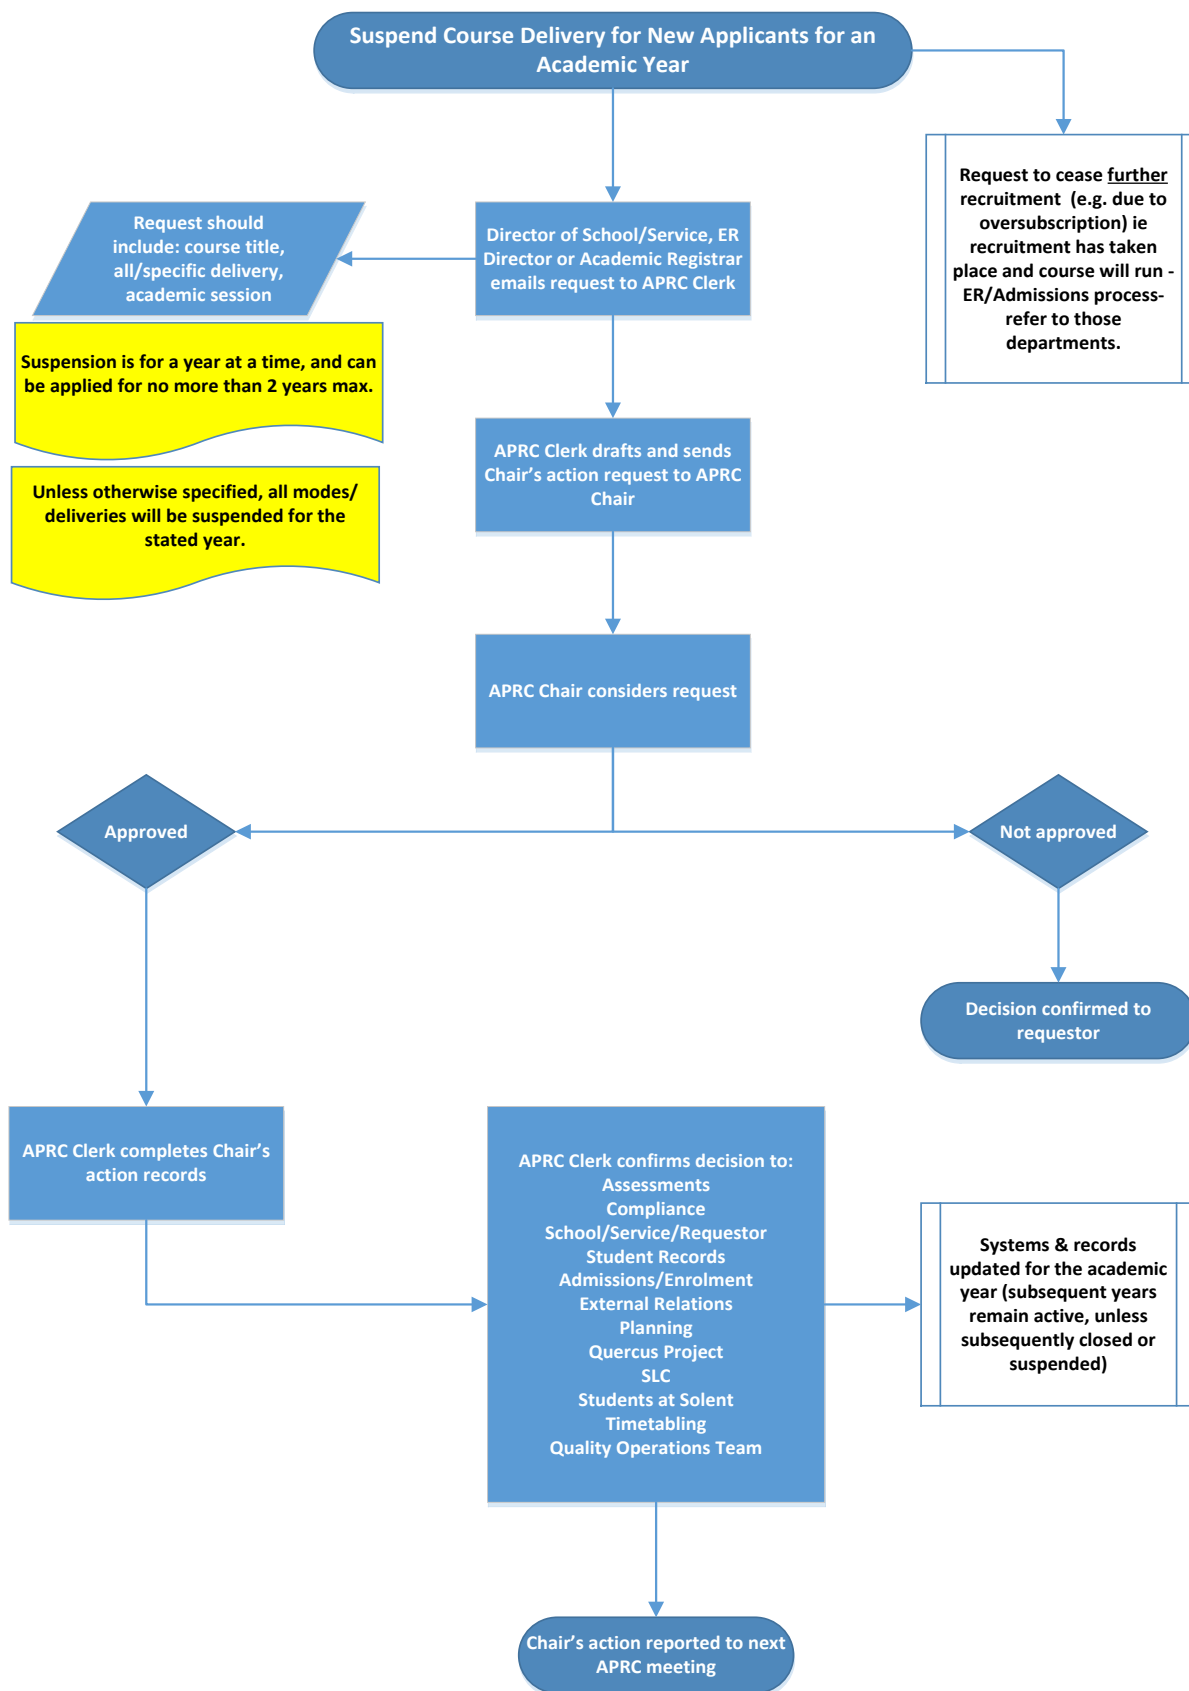 Suspend Course Delivery for New Applicants for an
Academic Year
Request to cease further
recruitment (e.g. due to
oversubscription) ie
recruitment has taken
place and course will run -
ER/Admissions process-
refer to those
departments.
Request should
include: course title,
all/specific delivery,
academic session
Director of School/Service, ER
Director or Academic Registrar
emails request to APRC Clerk
Suspension is for a year at a time, and can
be applied for no more than 2 years max.
Unless otherwise specified, all modes/
deliveries will be suspended for the
stated year.
APRC Clerk drafts and sends
Chair’s action request to APRC
Chair
APRC Chair considers request
Approved
Not approved
Decision confirmed to
requestor
APRC Clerk completes Chair’s
action records
APRC Clerk confirms decision to:
Assessments
Compliance
School/Service/Requestor
Student Records
Admissions/Enrolment
External Relations
Planning
Quercus Project
SLC
Students at Solent
Timetabling
Quality Operations Team
Systems & records
updated for the academic
year (subsequent years
remain active, unless
subsequently closed or
suspended)
Chair’s action reported to next
APRC meeting